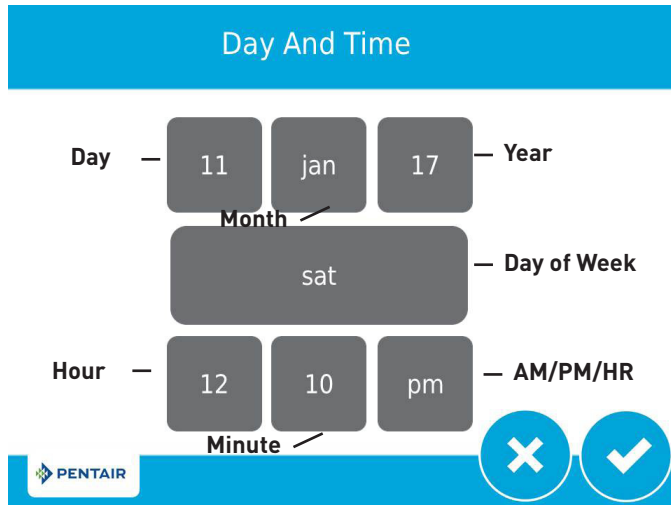 Day And Time
Day 11 jan 17 Year
Month
sat Day of Week
Hour 12 10 pm AM/PM/HR
Minute
PENTAIR